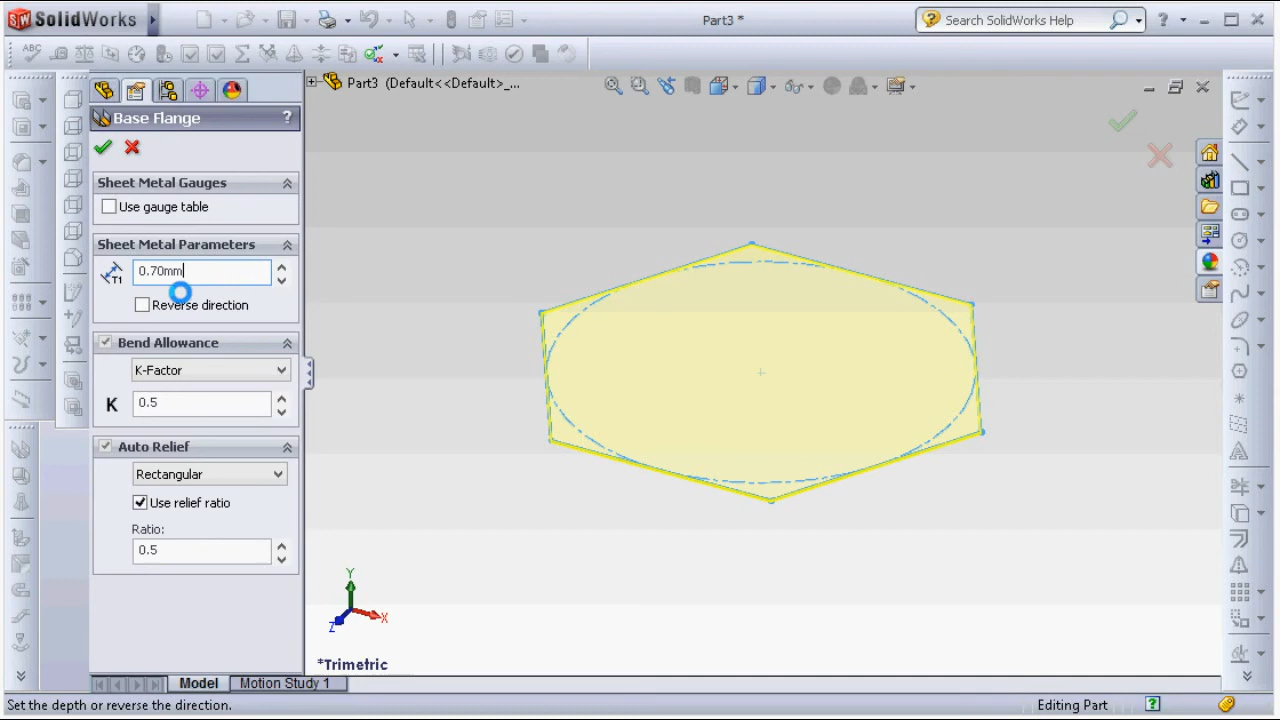 SolidWorks
Part3 *
Search SolidWorks Help
?
ABC
Part3 (Default<<Default>_...
Base Flange
?
Sheet Metal Gauges
Use gauge table
Sheet Metal Parameters
T1
0.70mm
Reverse direction
Bend Allowance
K-Factor
K
0.5
Auto Relief
Rectangular
Use relief ratio
Ratio:
0.5
Y
X
Z
*Trimetric
Model
Motion Study 1
Set the depth or reverse the direction.
Editing Part
?